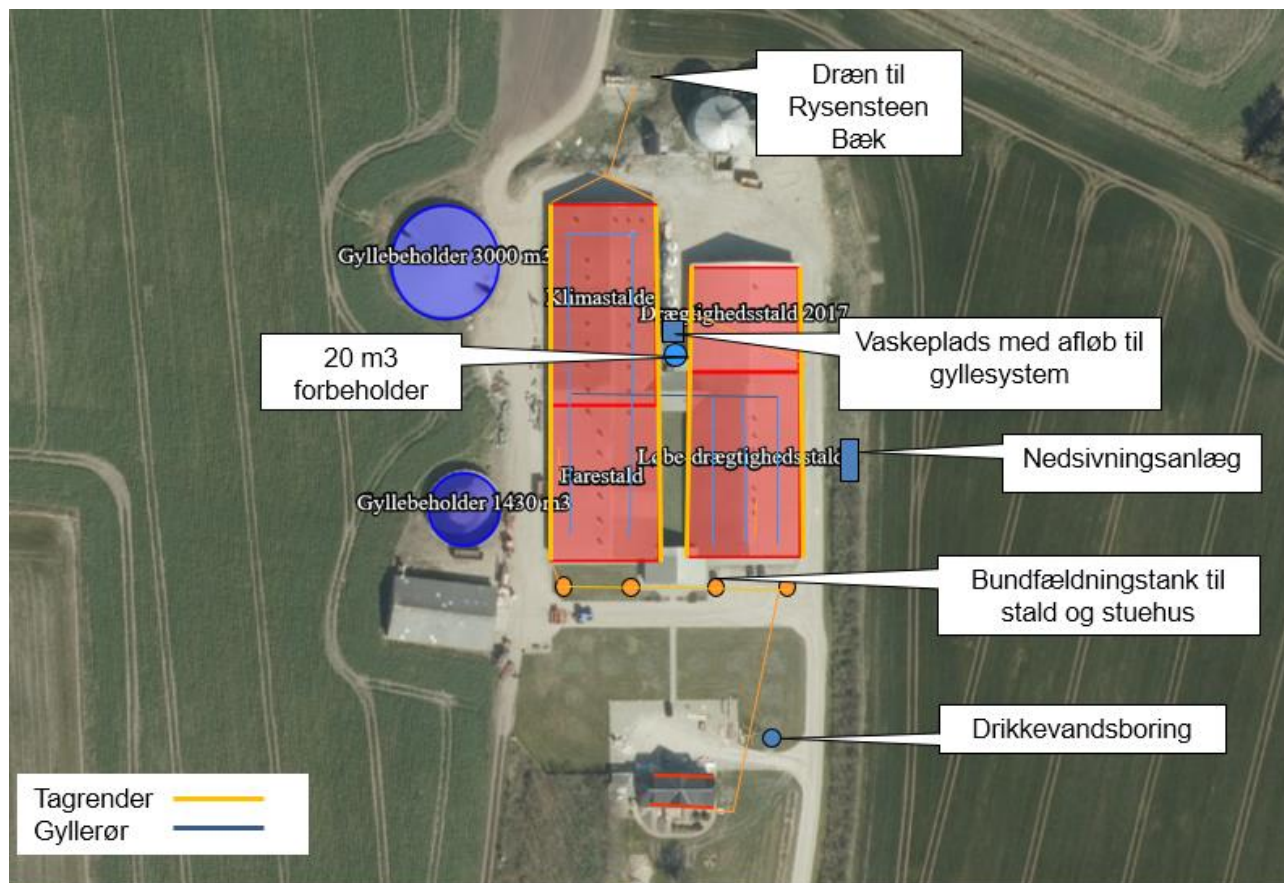 Dræn til
Rysensteen
Bæk
Gyllebeholder 3000 m3
Klimastalde
Drægtighedsstald 2017
20 m3
forbeholder
Vaskeplads med afløb til
gyllesystem
Løbe-drægtighedsstald
Nedsivningsanlæg
Farestald
Gyllebeholder 1430 m3
Bundfældningstank til
stald og stuehus
Drikkevandsboring
Tagrender
Gyllerør